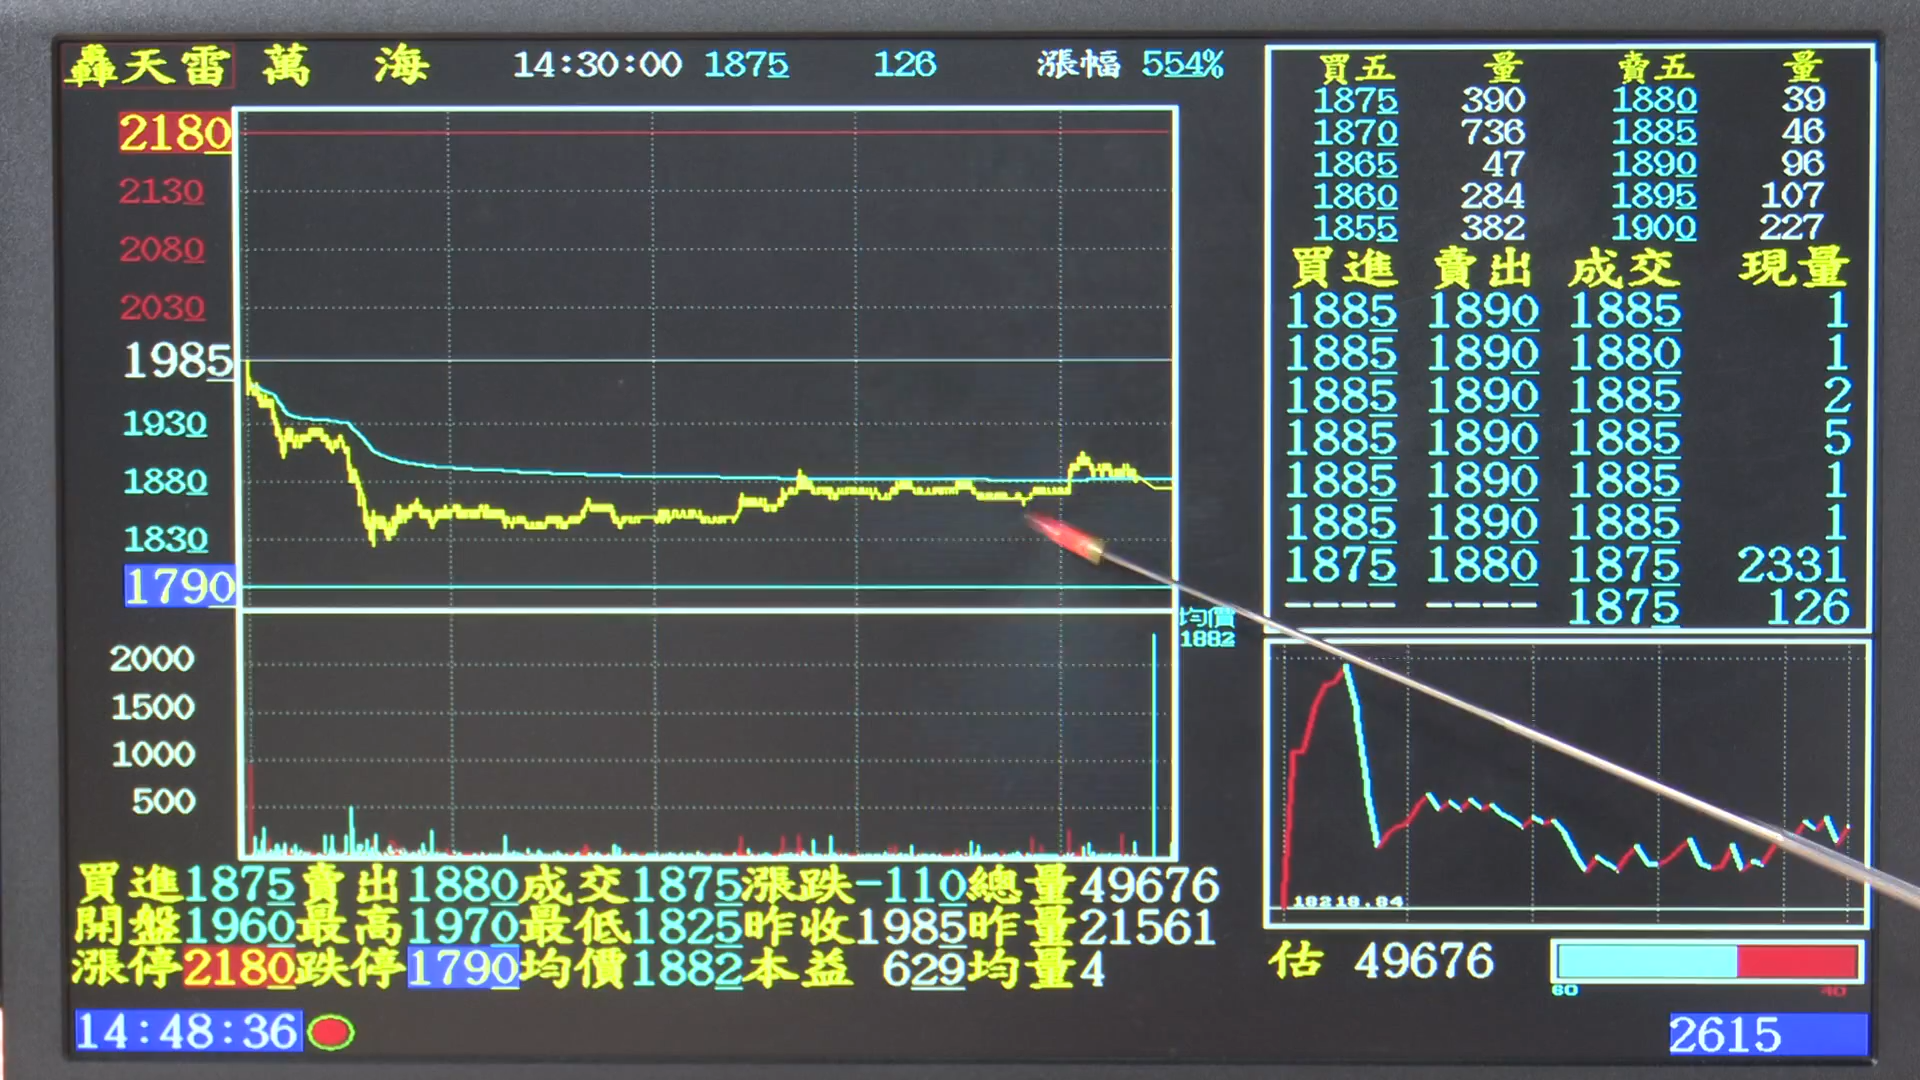 轟天雷 萬 海 14:30:00 1875 126 漲幅 554%
2180
2130
2080
2030
1985
1930
1880
1830
1790
均價
1882
2000
1500
1000
500
買五 量 賣五 量
1875 390 1880 39
1870 736 1885 46
1865 47 1890 96
1860 284 1895 107
1855 382 1900 227
買進 賣出 成交 現量
1885 1890 1885 1
1885 1890 1880 1
1885 1890 1885 2
1885 1890 1885 5
1885 1890 1885 1
1885 1890 1885 1
1875 1880 1875 2331
---- ---- 1875 126
18218.84
買進1875賣出1880成交1875漲跌-110總量49676
開盤1960最高1970最低1825昨收1985昨量21561
漲停2180跌停1790均價1882本益 629均量4
估 49676
60 40
14:48:36
2615